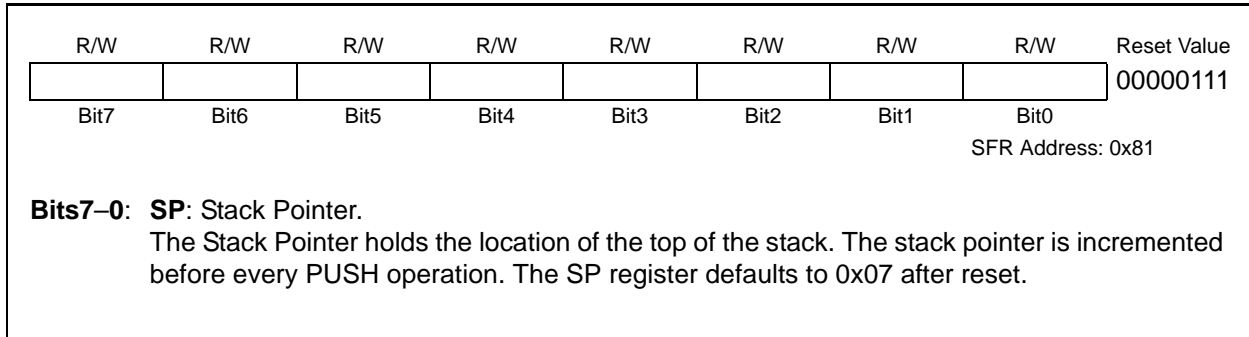 R/W R/W R/W R/W R/W R/W R/W R/W Reset Value
00000111
Bit7 Bit6 Bit5 Bit4 Bit3 Bit2 Bit1 Bit0
SFR Address: 0x81
Bits7–0: SP: Stack Pointer.
The Stack Pointer holds the location of the top of the stack. The stack pointer is incremented
before every PUSH operation. The SP register defaults to 0x07 after reset.